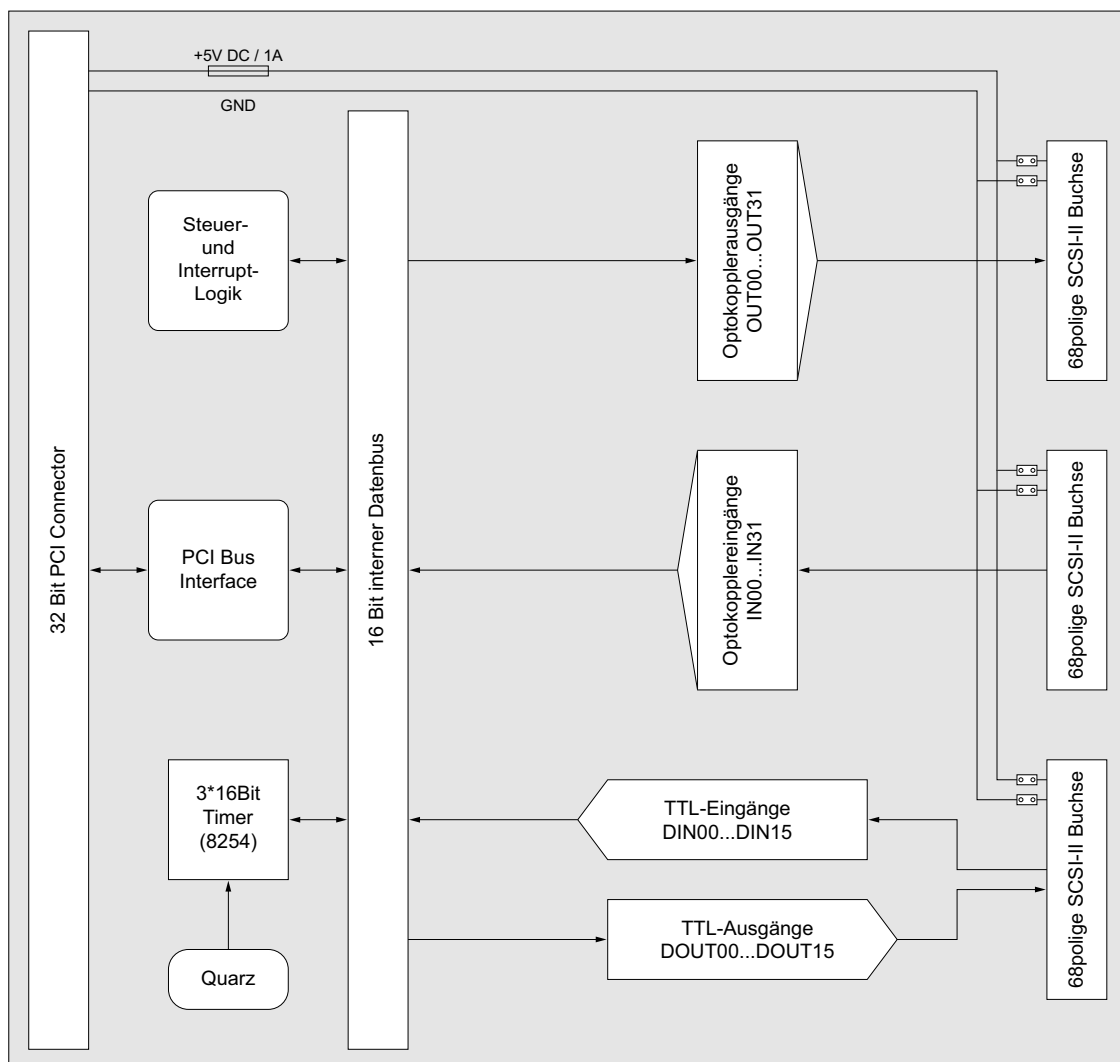 +5V DC / 1A
GND
32 Bit PCI Connector
16 Bit interner Datenbus
Steuer-
und
Interrupt-
Logik
Optokopplerausgänge
OUT00...OUT31
68polige SCSI-II Buchse
PCI Bus
Interface
Optokopplereingänge
IN00...IN31
68polige SCSI-II Buchse
3*16Bit
Timer
(8254)
Quarz
TTL-Eingänge
DIN00...DIN15
TTL-Ausgänge
DOUT00...DOUT15
68polige SCSI-II Buchse